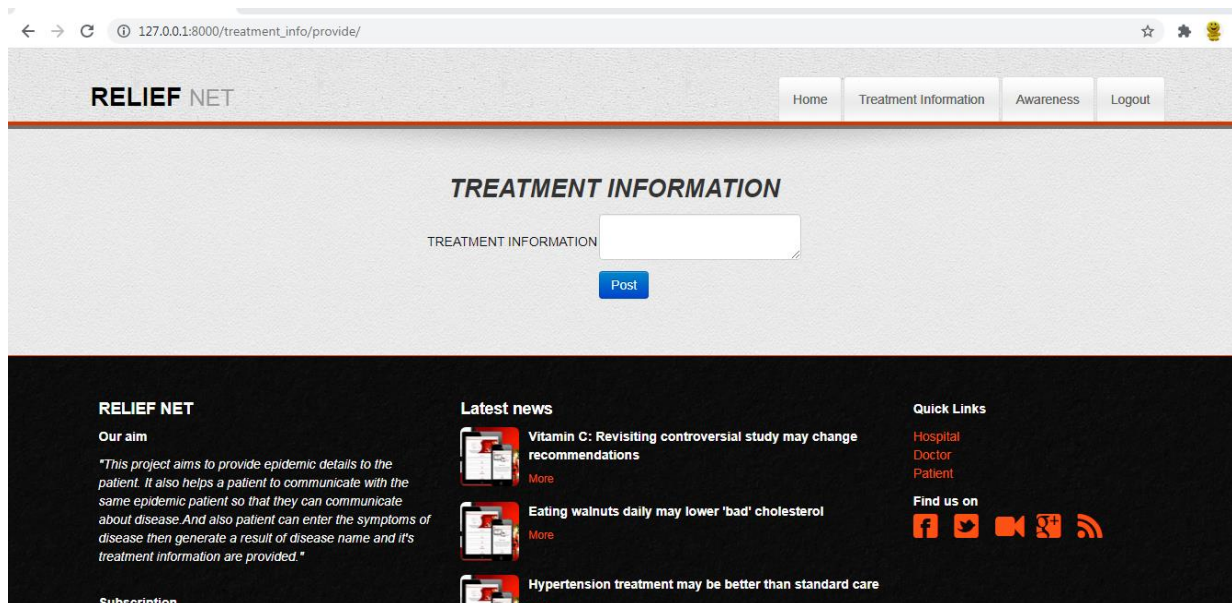 127.0.0.1:8000/treatment_info/provide/
RELIEF NET
Home
Treatment Information
Awareness
Logout
TREATMENT INFORMATION
TREATMENT INFORMATION
Post
RELIEF NET
Our aim
"This project aims to provide epidemic details to the
patient. It also helps a patient to communicate with the
same epidemic patient so that they can communicate
about disease.And also patient can enter the symptoms of
disease then generate a result of disease name and it's
treatment information are provided."
Subscription
Latest news
Vitamin C: Revisiting controversial study may change
recommendations
More
Eating walnuts daily may lower 'bad' cholesterol
More
Hypertension treatment may be better than standard care
Quick Links
Hospital
Doctor
Patient
Find us on